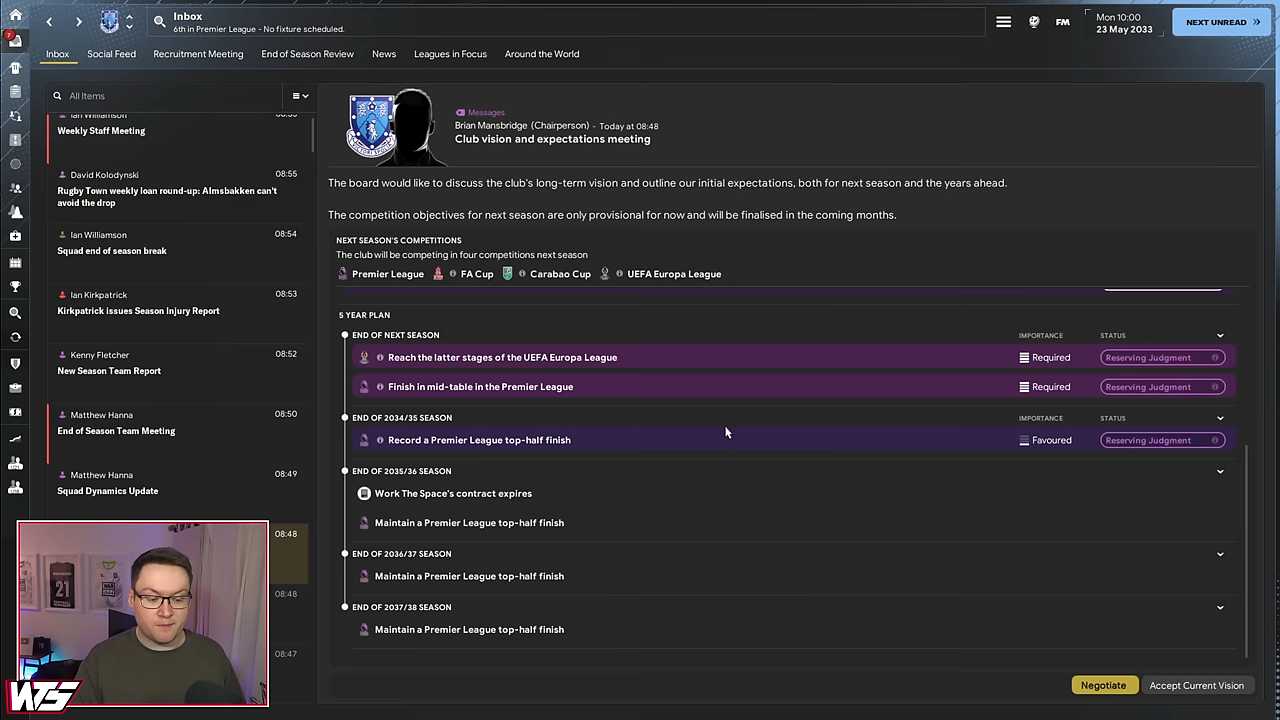 Inbox
6th in Premier League - No fixture scheduled.
FM
Mon 10:00
23 May 2033
NEXT UNREAD
7
Inbox
Social Feed
Recruitment Meeting
End of Season Review
News
Leagues in Focus
Around the World
All Items
Ian Williamson
08:55
Weekly Staff Meeting
David Kolodynski
08:55
Rugby Town weekly loan round-up: Almsbakken can't
avoid the drop
Ian Williamson
08:54
Squad end of season break
Ian Kirkpatrick
08:53
Kirkpatrick issues Season Injury Report
Kenny Fletcher
08:52
New Season Team Report
Matthew Hanna
08:50
End of Season Team Meeting
Matthew Hanna
08:49
Squad Dynamics Update
08:48
08:48
08:47
Messages
Brian Mansbridge (Chairperson) - Today at 08:48
Club vision and expectations meeting
The board would like to discuss the club's long-term vision and outline our initial expectations, both for next season and the years ahead.
The competition objectives for next season are only provisional for now and will be finalised in the coming months.
NEXT SEASON'S COMPETITIONS
The club will be competing in four competitions next season
Premier League
FA Cup
Carabao Cup
UEFA Europa League
5 YEAR PLAN
END OF NEXT SEASON
IMPORTANCE
STATUS
Reach the latter stages of the UEFA Europa League
Required
Reserving Judgment
Finish in mid-table in the Premier League
Required
Reserving Judgment
END OF 2034/35 SEASON
IMPORTANCE
STATUS
Record a Premier League top-half finish
Favoured
Reserving Judgment
END OF 2035/36 SEASON
Work The Space's contract expires
Maintain a Premier League top-half finish
END OF 2036/37 SEASON
Maintain a Premier League top-half finish
END OF 2037/38 SEASON
Maintain a Premier League top-half finish
Negotiate
Accept Current Vision
21
WTS